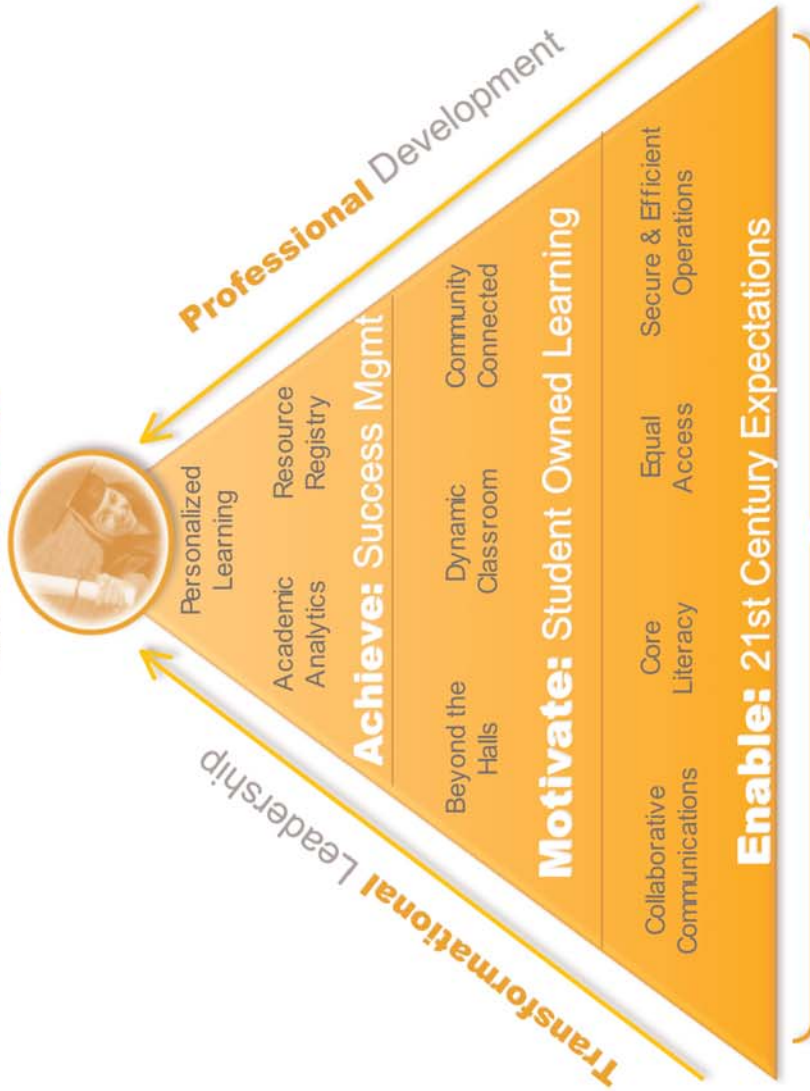 Transformational Leadership
Professional Development
Personalized
Learning
Academic
Analytics
Resource
Registry
Achieve: Success Mgmt
Beyond the
Halls
Dynamic
Classroom
Community
Connected
Motivate: Student Owned Learning
Collaborative
Communications
Core
Literacy
Equal
Access
Secure & Efficient
Operations
Enable: 21st Century Expectations